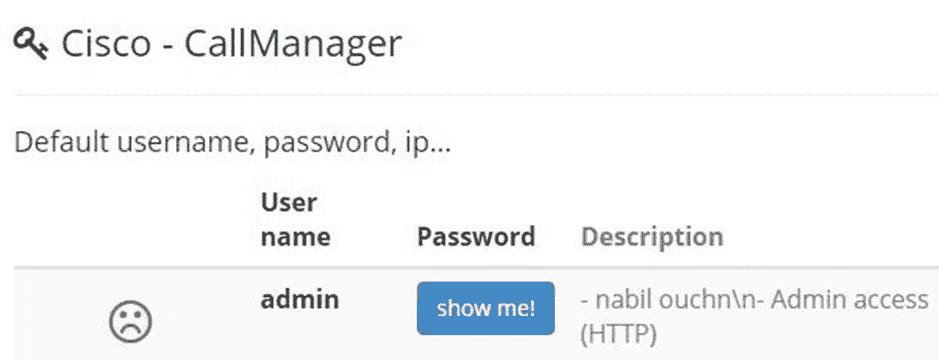 Cisco - CallManager
Default username, password, ip...
User
name
Password
Description
admin
show me!
- nabil ouchn\n- Admin access
(HTTP)